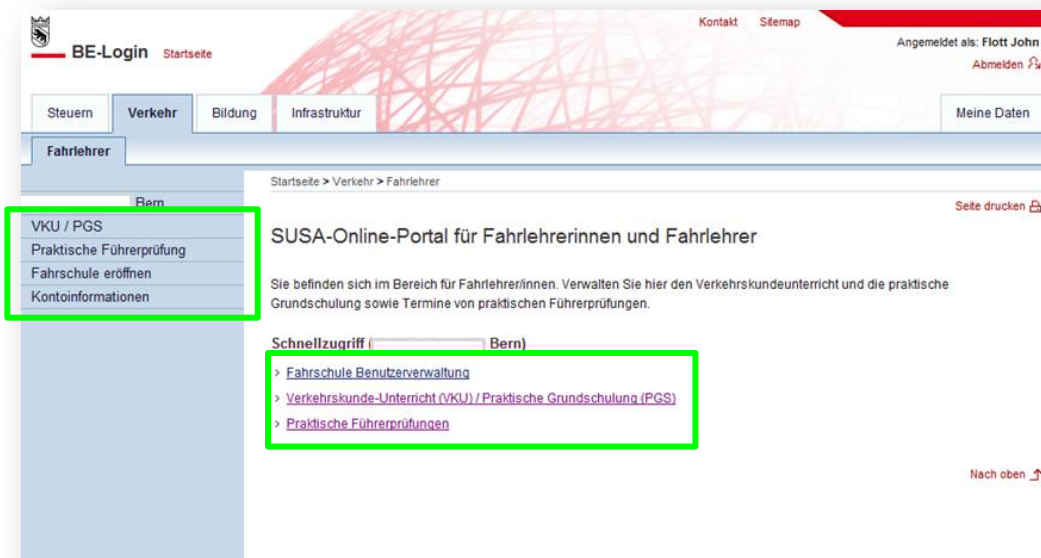 Kontakt Sitemap
BE-Login Startseite
Angemeldet als: Flott John
Abmelden
Steuern Verkehr Bildung Infrastruktur Meine Daten
Fahrlehrer
Startseite > Verkehr > Fahrlehrer
Bern
Seite drucken
VKU / PGS
Praktische Führerprüfung
Fahrschule eröffnen
Kontoinformationen
SUSA-Online-Portal für Fahrlehrerinnen und Fahrlehrer
Sie befinden sich im Bereich für Fahrlehrer/innen. Verwalten Sie hier den Verkehrskundeunterricht und die praktische
Grundschulung sowie Termine von praktischen Führerprüfungen.
Schnellzugriff ( Bern)
> Fahrschule Benutzerverwaltung
> Verkehrskunde-Unterricht (VKU) / Praktische Grundschulung (PGS)
> Praktische Führerprüfungen
Nach oben